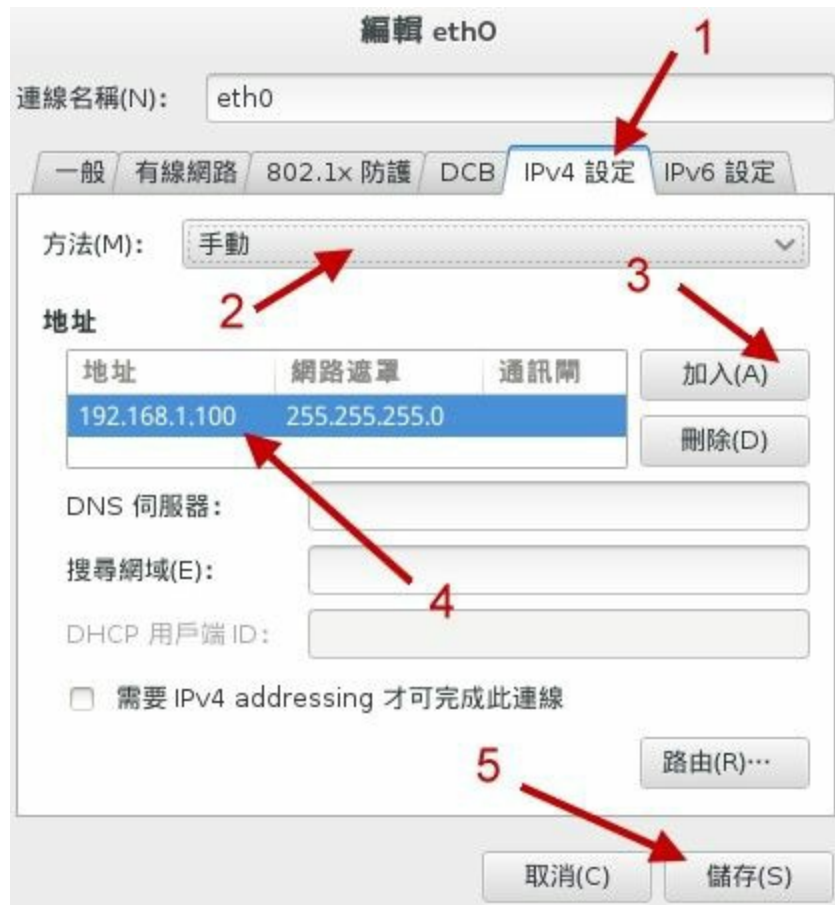 編輯 eth0
1
連線名稱(N): eth0
一般 有線網路 802.1x 防護 DCB IPv4 設定 IPv6 設定
方法(M): 手動
2
3
地址
地址 網路遮罩 通訊閘 加入(A)
192.168.1.100 255.255.255.0
刪除(D)
DNS 伺服器:
搜尋網域(E):
4
DHCP 用戶端 ID:
需要 IPv4 addressing 才可完成此連線
路由(R)…
5
取消(C) 儲存(S)